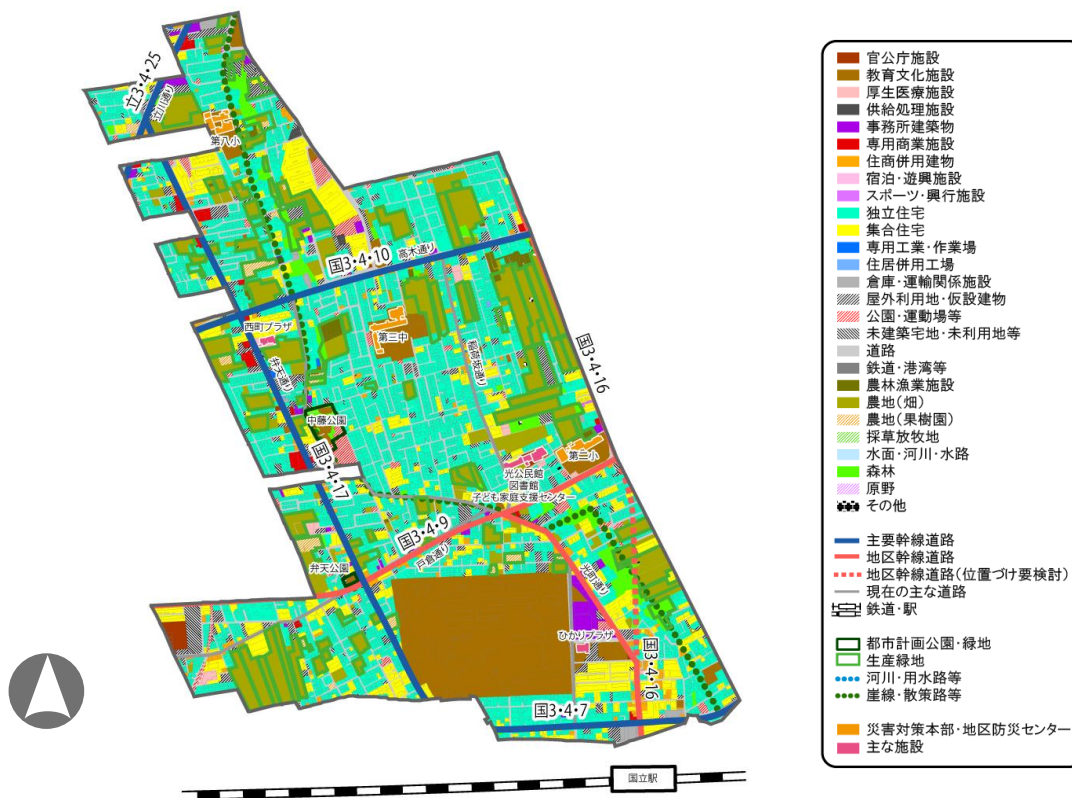 立3・4・25
立川通り
第八小
国3・4・10
高木通り
西町プラザ
弁天通り
第三中
稲荷坂通り
国3・4・16
中藤公園
国3・4・17
第二小
光公民館
図書館
子ども家庭支援センター
国3・4・9
戸倉通り
弁天公園
光町通り
ひかりプラザ
国3・4・16
国3・4・7
国立駅
官公庁施設
教育文化施設
厚生医療施設
供給処理施設
事務所建築物
専用商業施設
住商併用建物
宿泊・遊興施設
スポーツ・興行施設
独立住宅
集合住宅
専用工業・作業場
住居併用工場
倉庫・運輸関係施設
屋外利用地・仮設建物
公園・運動場等
未建築宅地・未利用地等
道路
鉄道・港湾等
農林漁業施設
農地(畑)
農地(果樹園)
採草放牧地
水面・河川・水路
森林
原野
その他
主要幹線道路
地区幹線道路
地区幹線道路(位置づけ要検討)
現在の主な道路
鉄道・駅
都市計画公園・緑地
生産緑地
河川・用水路等
崖線・散策路等
災害対策本部・地区防災センター
主な施設